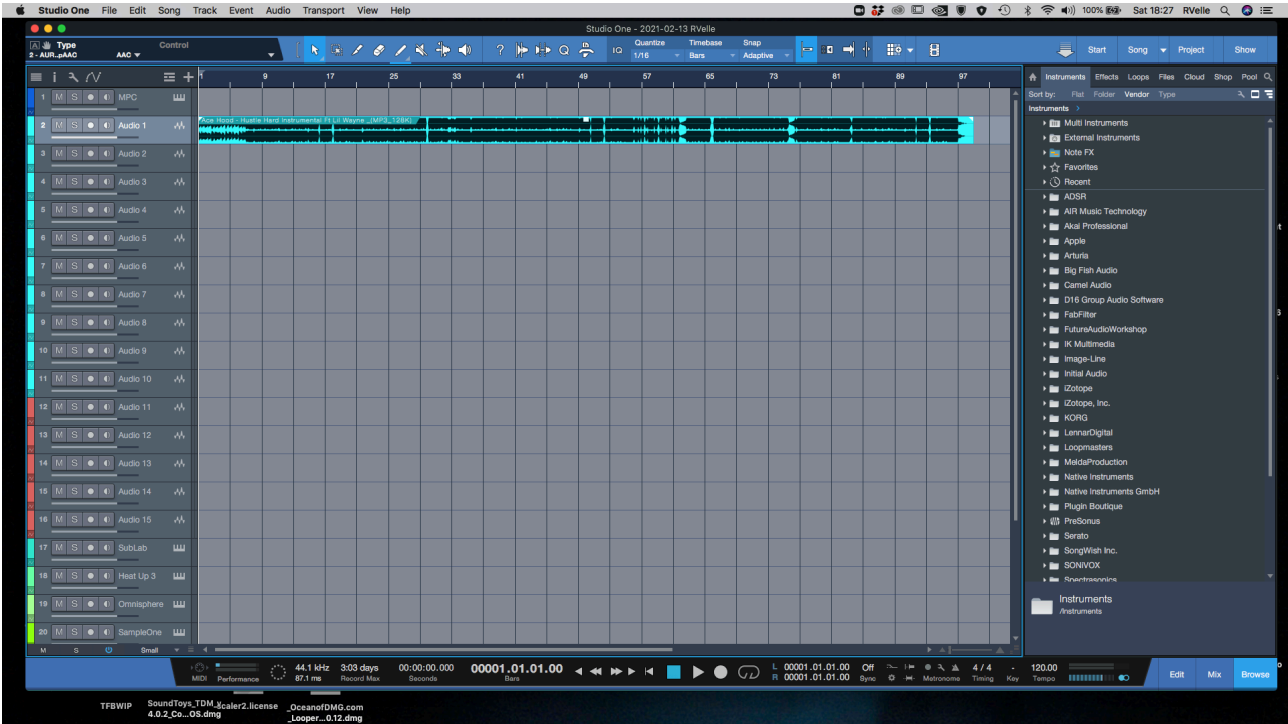 Studio One File Edit Song Track Event Audio Transport View Help 100% Sat 18:27 RVelle
Studio One - 2021-02-13 RVelle
Type
2 - AUR..pAAC AAC Control
IQ Quantize 1/16 Timebase Bars Snap Adaptive
Start Song Project Show
1 9 17 25 33 41 49 57 65 73 81 89 97
Instruments Effects Loops Files Cloud Shop Pool
Sort by: Flat Folder Vendor Type
Instruments
1 M S MPC
Ace Hood - Hustle Hard Instrumental Ft Lil Wayne _(MP3_128K)
2 M S Audio 1
3 M S Audio 2
4 M S Audio 3
5 M S Audio 4
6 M S Audio 5
7 M S Audio 6
8 M S Audio 7
9 M S Audio 8
10 M S Audio 9
11 M S Audio 10
12 M S Audio 11
13 M S Audio 12
14 M S Audio 13
15 M S Audio 14
16 M S Audio 15
17 M S SubLab
18 M S Heat Up 3
19 M S Omnisphere
20 M S SampleOne
M S Small
Multi Instruments
External Instruments
Note FX
Favorites
Recent
ADSR
AIR Music Technology
Akai Professional
Apple
Arturia
Big Fish Audio
Camel Audio
D16 Group Audio Software
FabFilter
FutureAudioWorkshop
IK Multimedia
Image-Line
Initial Audio
iZotope
iZotope, Inc.
KORG
LennarDigital
Loopmasters
MeldaProduction
Native Instruments
Native Instruments GmbH
Plugin Boutique
PreSonus
Serato
SongWish Inc.
SONiVOX
Spectrasonics
Instruments
/Instruments
44.1 kHz 3:03 days 00:00:00.000 00001.01.01.00 L 00001.01.01.00 Off 4 / 4 - 120.00
MIDI Performance 87.1 ms Record Max Seconds Bars R 00001.01.01.00 Sync Metronome Timing Key Tempo
Edit Mix Browse
TFBWIP
SoundToys_TDM_
4.0.2_Co...OS.dmg
Xcaler2.license
_OceanofDMG.com
_Looper...0.12.dmg